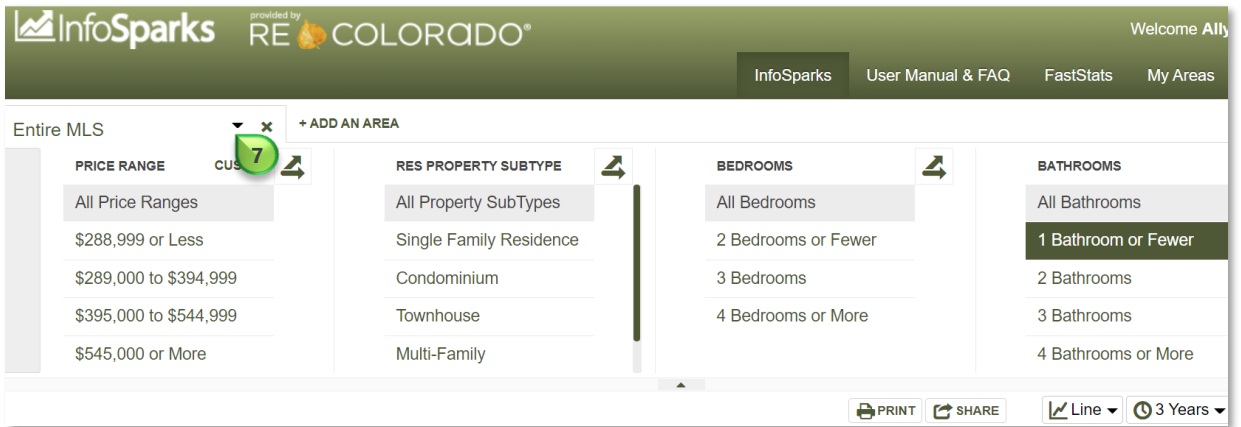 InfoSparks provided by RE COLORADO®
Welcome Ally
InfoSparks User Manual & FAQ FastStats My Areas
Entire MLS + ADD AN AREA
7
PRICE RANGE
All Price Ranges
$288,999 or Less
$289,000 to $394,999
$395,000 to $544,999
$545,000 or More
RES PROPERTY SUBTYPE
All Property SubTypes
Single Family Residence
Condominium
Townhouse
Multi-Family
BEDROOMS
All Bedrooms
2 Bedrooms or Fewer
3 Bedrooms
4 Bedrooms or More
BATHROOMS
All Bathrooms
1 Bathroom or Fewer
2 Bathrooms
3 Bathrooms
4 Bathrooms or More
PRINT SHARE Line 3 Years